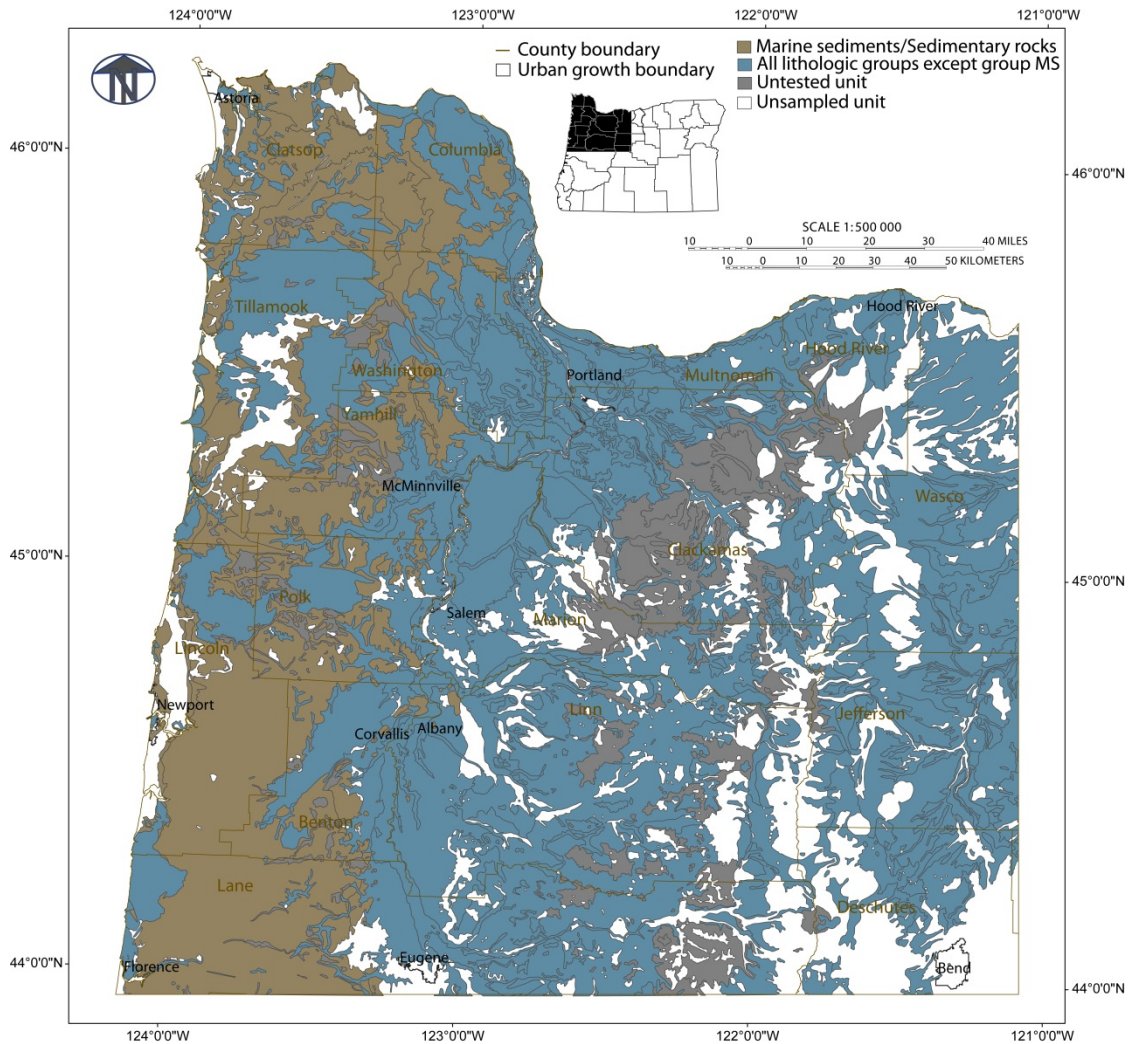 124°0'0"W 123°0'0"W 122°0'0"W 121°0'0"W
N
County boundary
Urban growth boundary
Marine sediments/Sedimentary rocks
All lithologic groups except group MS
Untested unit
Unsampled unit
SCALE 1:500 000
10 0 10 20 30 40 MILES
10 0 10 20 30 40 50 KILOMETERS
46°0'0"N
46°0'0"N
45°0'0"N
45°0'0"N
44°0'0"N
44°0'0"N
Astoria
Clatsop
Columbia
Tillamook
Hood River
Hood River
Washington
Portland
Multnomah
Yamhill
McMinnville
Wasco
Clackamas
Polk
Salem
Marion
Lincoln
Newport
Linn
Jefferson
Corvallis
Albany
Benton
Lane
Deschutes
Florence
Eugene
Bend
124°0'0"W 123°0'0"W 122°0'0"W 121°0'0"W